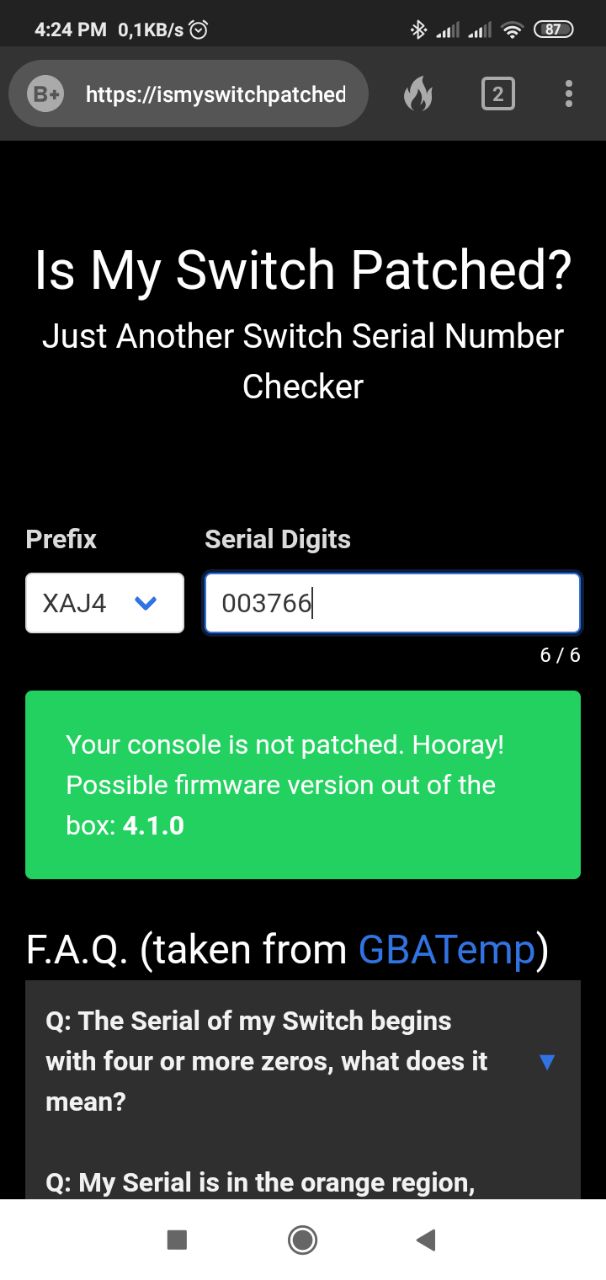 4:24 PM 0,1KB/s 87
B+ https://ismyswitchpatched 2
Is My Switch Patched?
Just Another Switch Serial Number
Checker
Prefix Serial Digits
XAJ4 003766
6 / 6
Your console is not patched. Hooray!
Possible firmware version out of the
box: 4.1.0
F.A.Q. (taken from GBATemp)
Q: The Serial of my Switch begins
with four or more zeros, what does it
mean?
Q: My Serial is in the orange region,